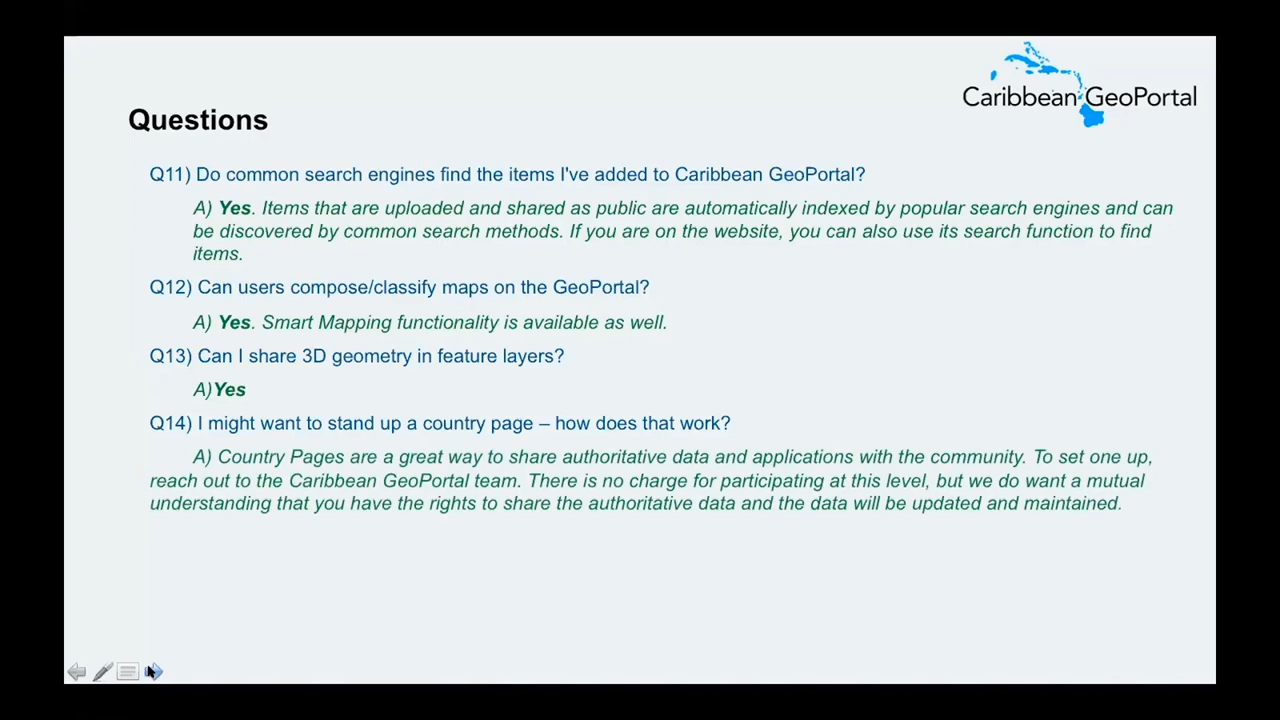 Caribbean GeoPortal
Questions
Q11) Do common search engines find the items I've added to Caribbean GeoPortal?
A) Yes. Items that are uploaded and shared as public are automatically indexed by popular search engines and can
be discovered by common search methods. If you are on the website, you can also use its search function to find
items.
Q12) Can users compose/classify maps on the GeoPortal?
A) Yes. Smart Mapping functionality is available as well.
Q13) Can I share 3D geometry in feature layers?
A)Yes
Q14) I might want to stand up a country page – how does that work?
A) Country Pages are a great way to share authoritative data and applications with the community. To set one up,
reach out to the Caribbean GeoPortal team. There is no charge for participating at this level, but we do want a mutual
understanding that you have the rights to share the authoritative data and the data will be updated and maintained.